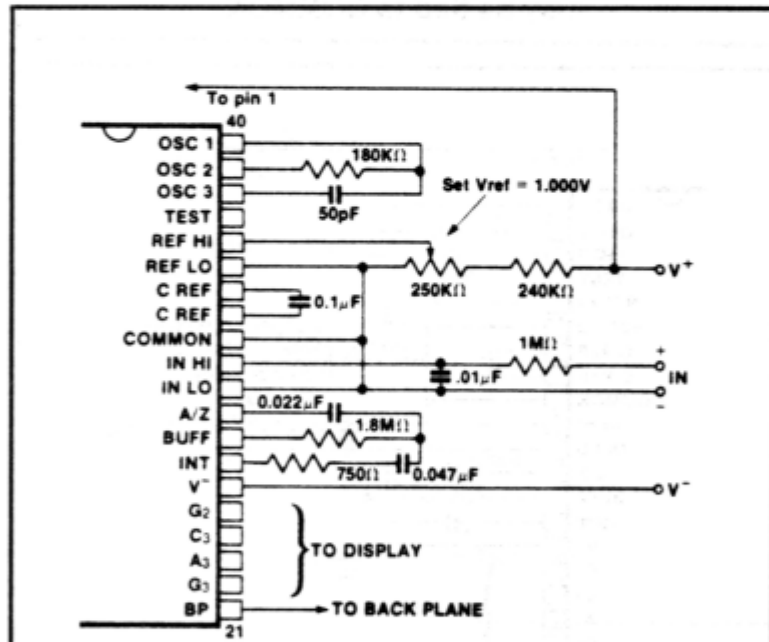 To pin 1
40
OSC 1
180KΩ
OSC 2
OSC 3
50pF
Set Vref = 1.000V
TEST
REF HI
REF LO
V+
250KΩ
240KΩ
C REF
0.1μF
C REF
COMMON
1MΩ
IN HI
+
.01μF
IN
IN LO
-
0.022μF
A/Z
1.8MΩ
BUFF
INT
750Ω
0.047μF
V-
V-
G2
C3
TO DISPLAY
A3
G3
BP
TO BACK PLANE
21